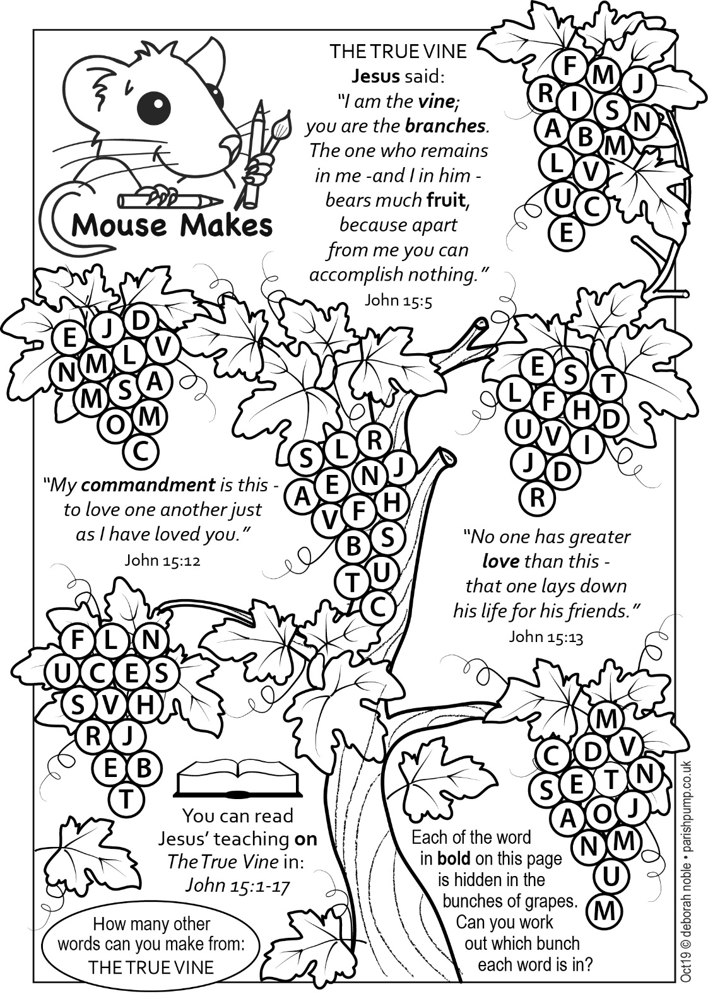 THE TRUE VINE
Jesus said:
“I am the vine;
you are the branches.
The one who remains
in me -and I in him -
bears much fruit,
because apart
from me you can
accomplish nothing.”
John 15:5
Mouse Makes
F M J
R I S N
A B M
L V
U C
E
E J D
N M L V
M S A
O M
C
S L R
A E N J
V F H
B S
T U
C
E S T
L F H D
U V I
J D
R
“My commandment is this -
to love one another just
as I have loved you.”
John 15:12
“No one has greater
love than this -
that one lays down
his life for his friends.”
John 15:13
F L N
U C E S
S V H
R J
E B
T
M
C D V
S E T N
A O J
N M
U
M
You can read
Jesus’ teaching on
The True Vine in:
John 15:1-17
Each of the word
in bold on this page
is hidden in the
bunches of grapes.
Can you work
out which bunch
each word is in?
How many other
words can you make from:
THE TRUE VINE
Oct19 © deborah noble • parishpump.co.uk